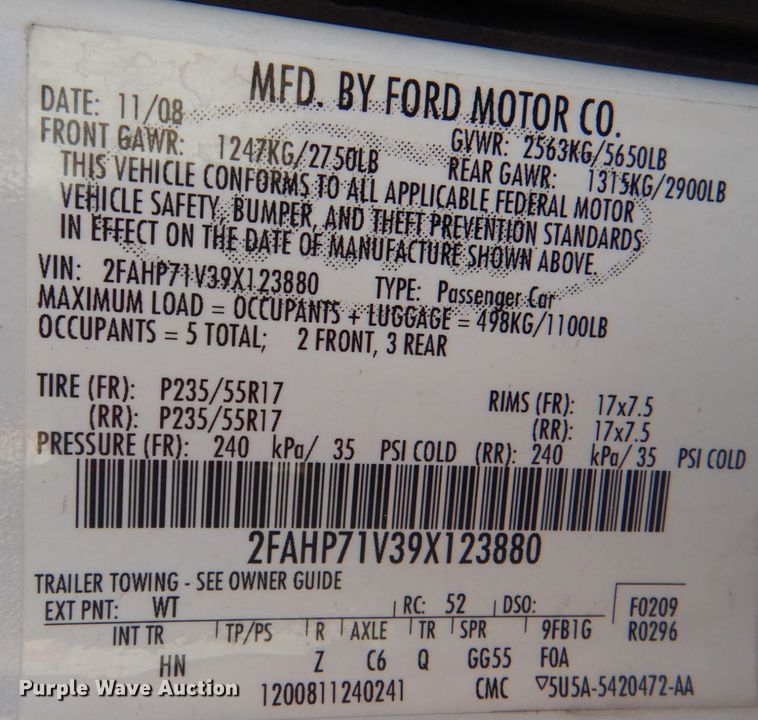 MFD. BY FORD MOTOR CO.
DATE: 11/08 GVWR: 2563KG/5650LB
FRONT GAWR: 1247KG/2750LB REAR GAWR: 1315KG/2900LB
THIS VEHICLE CONFORMS TO ALL APPLICABLE FEDERAL MOTOR
VEHICLE SAFETY, BUMPER, AND THEFT PREVENTION STANDARDS
IN EFFECT ON THE DATE OF MANUFACTURE SHOWN ABOVE.
VIN: 2FAHP71V39X123880 TYPE: Passenger Car
MAXIMUM LOAD = OCCUPANTS + LUGGAGE = 498KG/1100LB
OCCUPANTS = 5 TOTAL; 2 FRONT, 3 REAR
TIRE (FR): P235/55R17 RIMS (FR): 17x7.5
(RR): P235/55R17 (RR): 17x7.5
PRESSURE (FR): 240 kPa/ 35 PSI COLD (RR): 240 kPa/ 35 PSI COLD
2FAHP71V39X123880
TRAILER TOWING - SEE OWNER GUIDE
EXT PNT: WT RC: 52 DSO: F0209
INT TR TP/PS R AXLE TR SPR 9FB1G R0296
HN Z C6 Q GG55 F0A
1200811240241 CMC ▽5U5A-5420472-AA
Purple Wave Auction